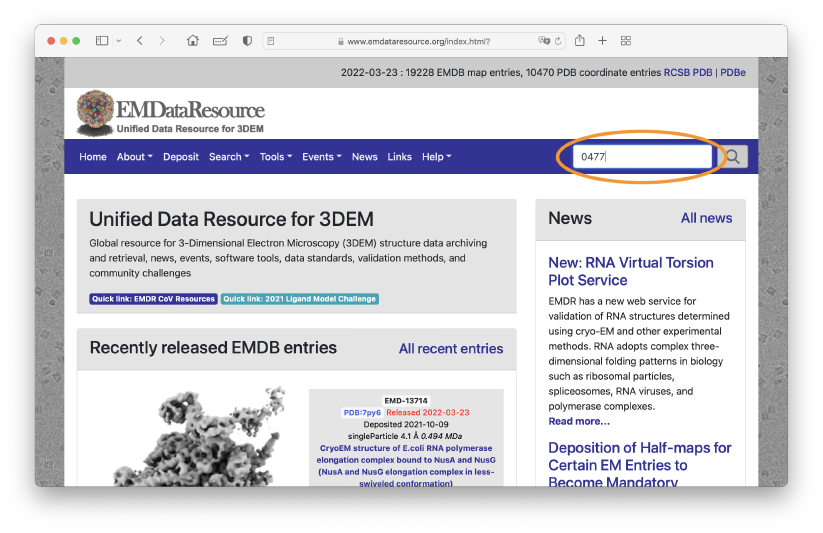 www.emdataresource.org/index.html?
2022-03-23 : 19228 EMDB map entries, 10470 PDB coordinate entries RCSB PDB | PDBe
EMDataResource
Unified Data Resource for 3DEM
Home About Deposit Search Tools Events News Links Help
0477
Unified Data Resource for 3DEM
Global resource for 3-Dimensional Electron Microscopy (3DEM) structure data archiving
and retrieval, news, events, software tools, data standards, validation methods, and
community challenges
Quick link: EMDR CoV Resources Quick link: 2021 Ligand Model Challenge
Recently released EMDB entries All recent entries
EMD-13714
PDB:7py6 Released 2022-03-23
Deposited 2021-10-09
singleParticle 4.1 Å 0.494 MDa
CryoEM structure of E.coli RNA polymerase
elongation complex bound to NusA and NusG
(NusA and NusG elongation complex in less-
swiveled conformation)
News All news
New: RNA Virtual Torsion
Plot Service
EMDR has a new web service for
validation of RNA structures determined
using cryo-EM and other experimental
methods. RNA adopts complex three-
dimensional folding patterns in biology
such as ribosomal particles,
spliceosomes, RNA viruses, and
polymerase complexes.
Read more...
Deposition of Half-maps for
Certain EM Entries to
Become Mandatory